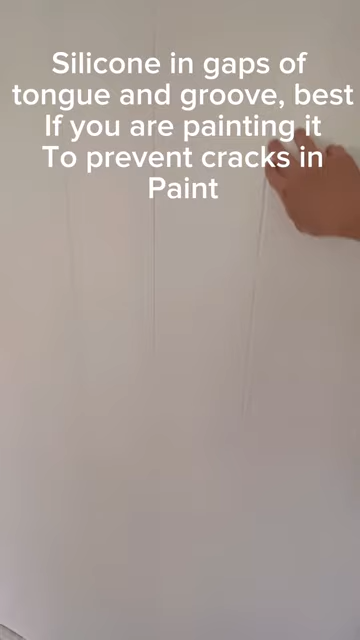 Silicone in gaps of
tongue and groove, best
If you are painting it
To prevent cracks in
Paint